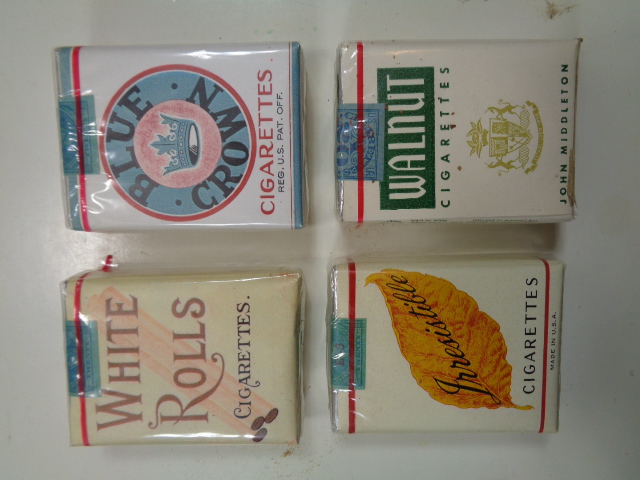 BLUE
CROWN
CIGARETTES.
REG. U.S. PAT. OFF.
WALNUT
CIGARETTES
JOHN MIDDLETON
WHITE
ROLLS
CIGARETTES.
Irresistible
CIGARETTES
MADE IN U.S.A.